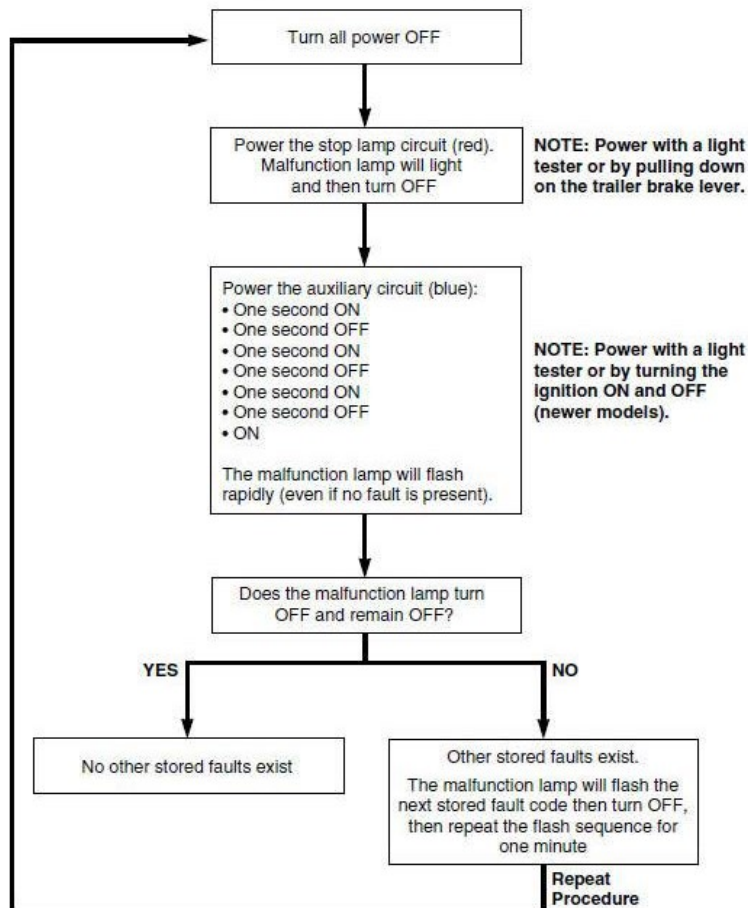 Turn all power OFF
Power the stop lamp circuit (red).
Malfunction lamp will light
and then turn OFF
NOTE: Power with a light
tester or by pulling down
on the trailer brake lever.
Power the auxiliary circuit (blue):
• One second ON
• One second OFF
• One second ON
• One second OFF
• One second ON
• One second OFF
• ON
The malfunction lamp will flash
rapidly (even if no fault is present).
NOTE: Power with a light
tester or by turning the
ignition ON and OFF
(newer models).
Does the malfunction lamp turn
OFF and remain OFF?
YES
NO
No other stored faults exist
Other stored faults exist.
The malfunction lamp will flash the
next stored fault code then turn OFF,
then repeat the flash sequence for
one minute
Repeat
Procedure